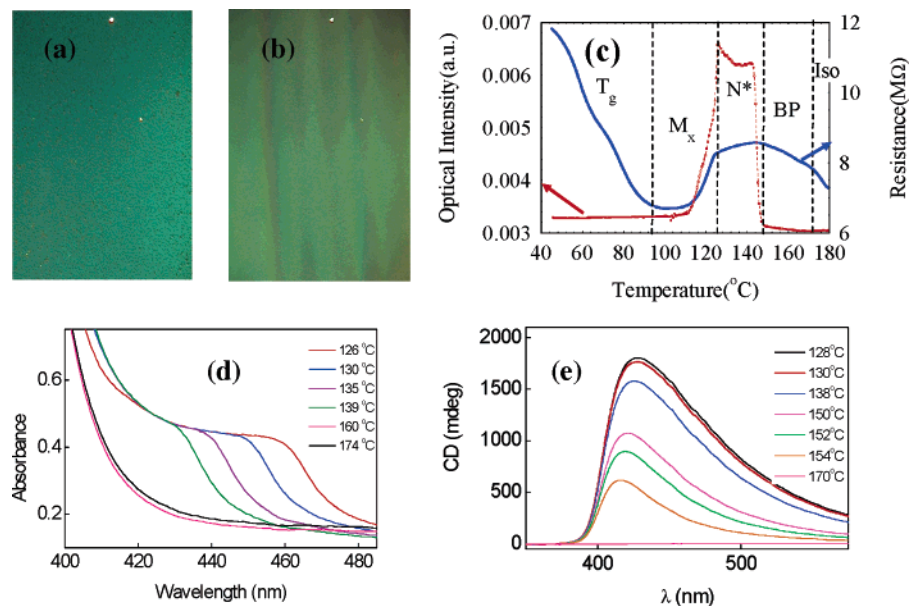 (a)
(b)
(c)
0.007
0.006
0.005
0.004
0.003
Optical Intensity(a.u.)
12
10
8
6
Resistance(MΩ)
Tg
Mx
N*
BP
Iso
40 60 80 100 120 140 160 180
Temperature(°C)
(d)
0.6
0.4
0.2
Absorbance
126 °C
130 °C
135 °C
139 °C
160 °C
174 °C
400 420 440 460 480
Wavelength (nm)
(e)
2000
1500
1000
500
0
CD (mdeg)
128°C
130°C
138°C
150°C
152°C
154°C
170°C
400 500
λ (nm)